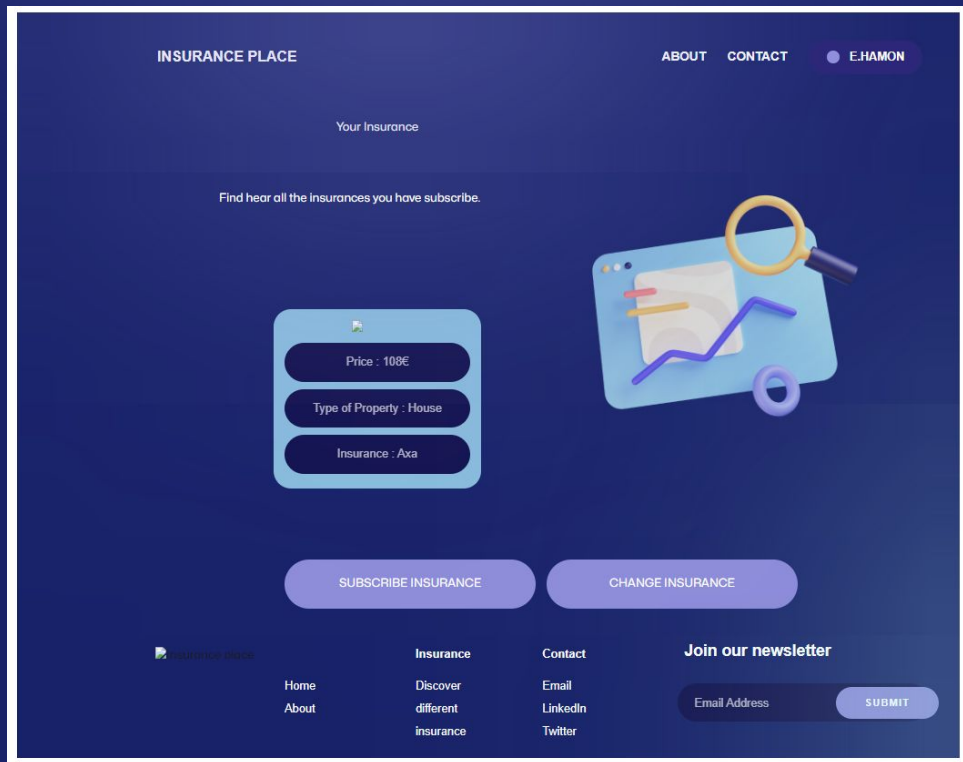 INSURANCE PLACE
ABOUT CONTACT E.HAMON
Your Insurance
Find hear all the insurances you have subscribe.
Price : 108€
Type of Property : House
Insurance : Axa
SUBSCRIBE INSURANCE CHANGE INSURANCE
Insurance place
Home
About
Insurance
Discover
different
insurance
Contact
Email
LinkedIn
Twitter
Join our newsletter
Email Address SUBMIT